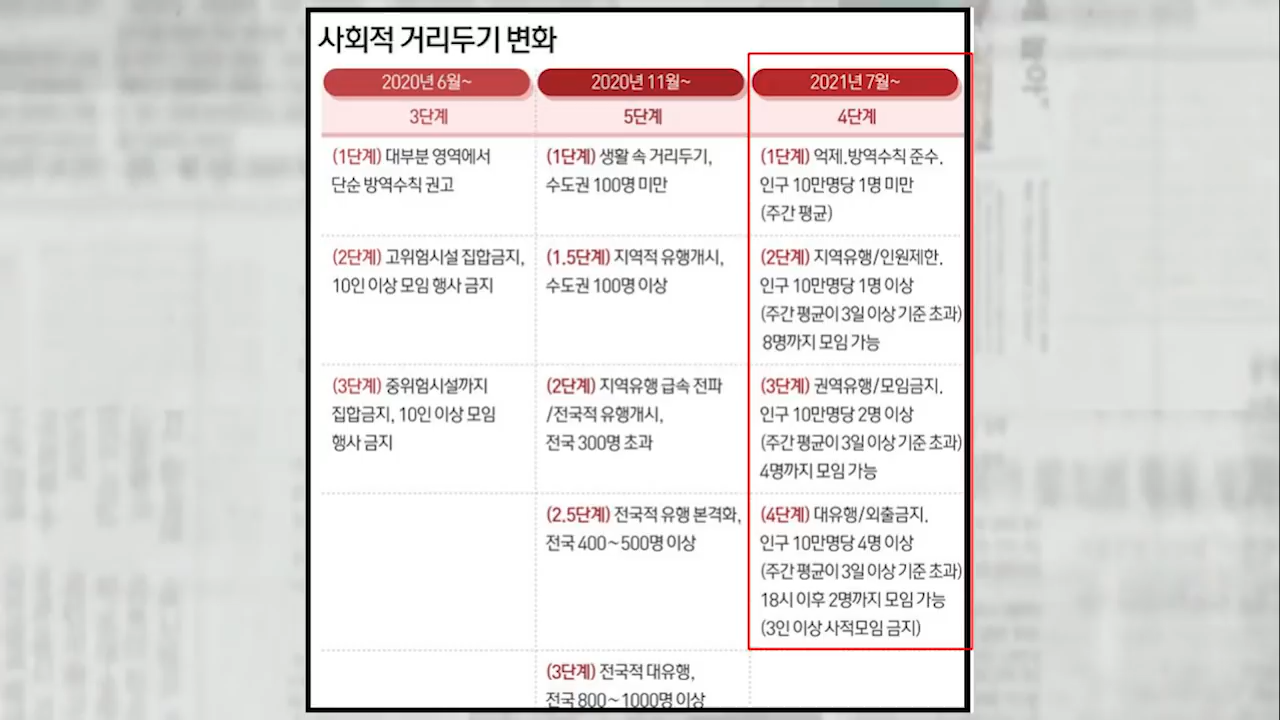 사회적 거리두기 변화
2020년 6월~
3단계
(1단계) 대부분 영역에서
단순 방역수칙 권고
(2단계) 고위험시설 집합금지,
10인 이상 모임 행사 금지
(3단계) 중위험시설까지
집합금지, 10인 이상 모임
행사 금지
2020년 11월~
5단계
(1단계) 생활 속 거리두기,
수도권 100명 미만
(1.5단계) 지역적 유행개시,
수도권 100명 이상
(2단계) 지역유행 급속 전파
/전국적 유행개시,
전국 300명 초과
(2.5단계) 전국적 유행 본격화,
전국 400~500명 이상
(3단계) 전국적 대유행,
전국 800~1000명 이상
2021년 7월~
4단계
(1단계) 억제.방역수칙 준수.
인구 10만명당 1명 미만
(주간 평균)
(2단계) 지역유행/인원제한.
인구 10만명당 1명 이상
(주간 평균이 3일 이상 기준 초과)
8명까지 모임 가능
(3단계) 권역유행/모임금지.
인구 10만명당 2명 이상
(주간 평균이 3일 이상 기준 초과)
4명까지 모임 가능
(4단계) 대유행/외출금지.
인구 10만명당 4명 이상
(주간 평균이 3일 이상 기준 초과)
18시 이후 2명까지 모임 가능
(3인 이상 사적모임 금지)